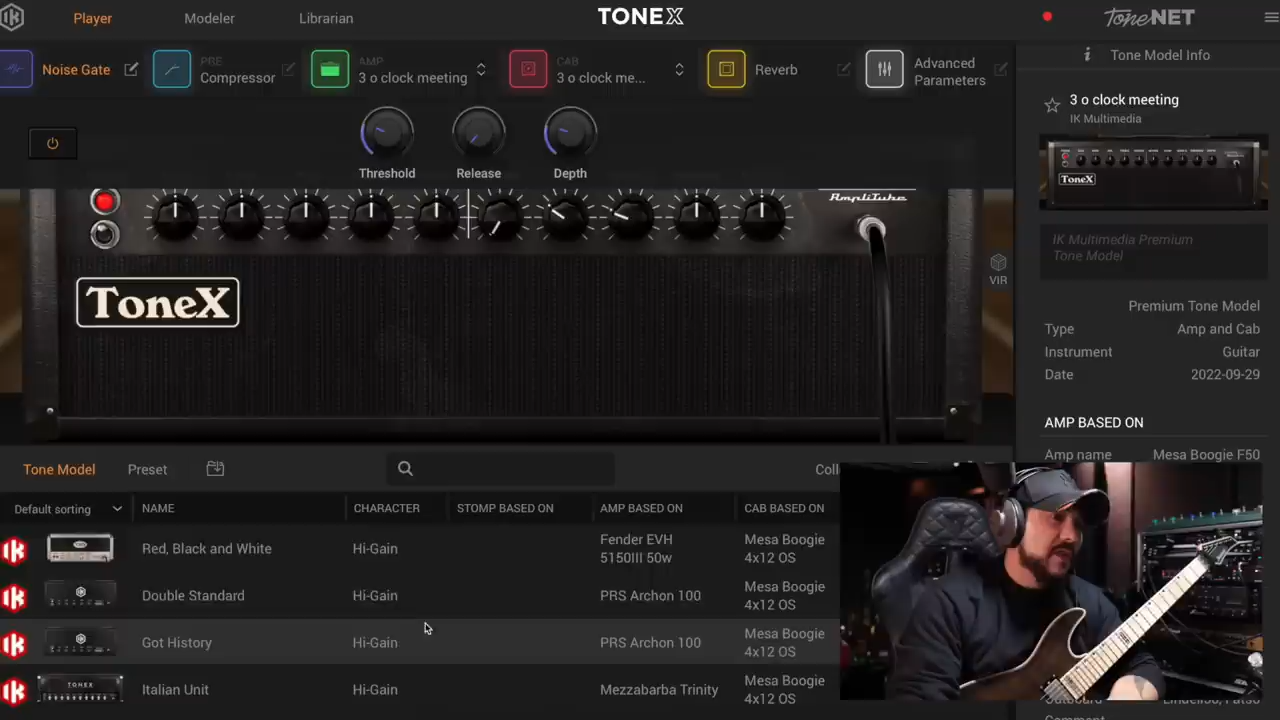 Player
Modeler
Librarian
TONEX
ToneNET
Noise Gate
PRE
Compressor
AMP
3 o clock meeting
CAB
3 o clock me...
Reverb
Advanced
Parameters
Tone Model Info
3 o clock meeting
IK Multimedia
Threshold
Release
Depth
AmpliTube
ToneX
ToneX
IK Multimedia Premium
Tone Model
VIR
Premium Tone Model
Type
Amp and Cab
Instrument
Guitar
Date
2022-09-29
AMP BASED ON
Amp name
Mesa Boogie F50
Tone Model
Preset
Coll
Default sorting
NAME
CHARACTER
STOMP BASED ON
AMP BASED ON
CAB BASED ON
Red, Black and White
Hi-Gain
Fender EVH
5150III 50w
Mesa Boogie
4x12 OS
Double Standard
Hi-Gain
PRS Archon 100
Mesa Boogie
4x12 OS
Got History
Hi-Gain
PRS Archon 100
Mesa Boogie
4x12 OS
Italian Unit
Hi-Gain
Mezzabarba Trinity
Mesa Boogie
4x12 OS